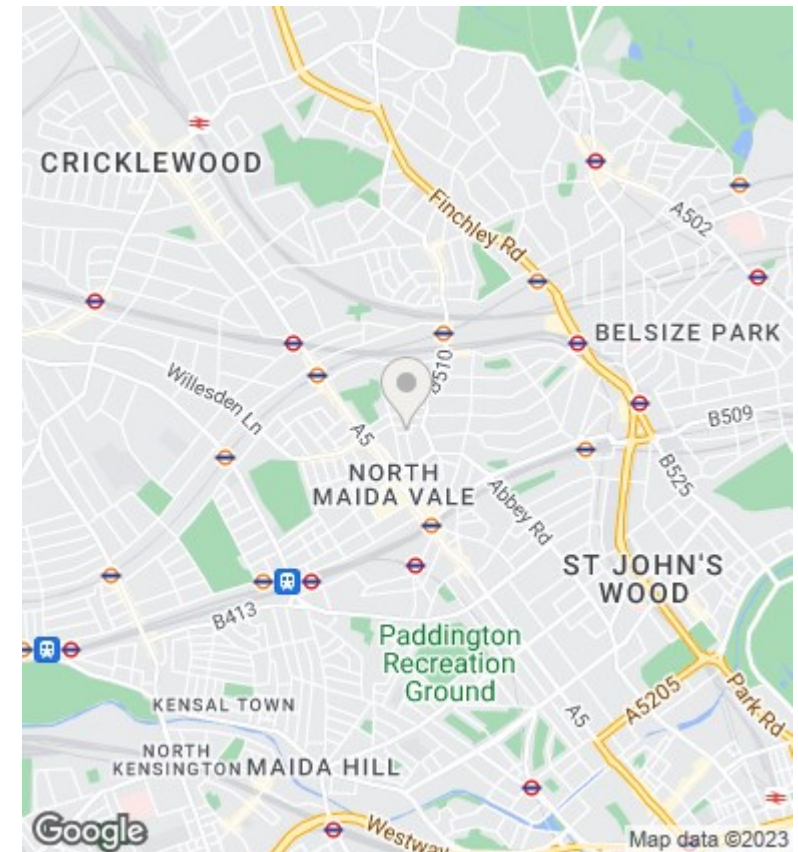 CRICKLEWOOD
Finchley Rd
A502
BELSIZE PARK
B510
Willesden Ln
A5
B509
NORTH
MAIDA VALE
B525
Abbey Rd
ST JOHN'S
WOOD
B413
Paddington
Recreation
Ground
KENSAL TOWN
A5205
Park Rd
A5
NORTH
KENSINGTON
MAIDA HILL
Westway
Google
Map data ©2023